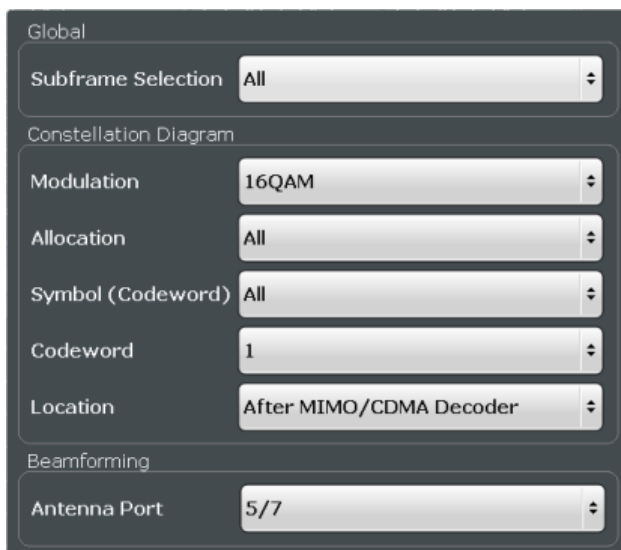 Global
Subframe Selection All
Constellation Diagram
Modulation 16QAM
Allocation All
Symbol (Codeword) All
Codeword 1
Location After MIMO/CDMA Decoder
Beamforming
Antenna Port 5/7